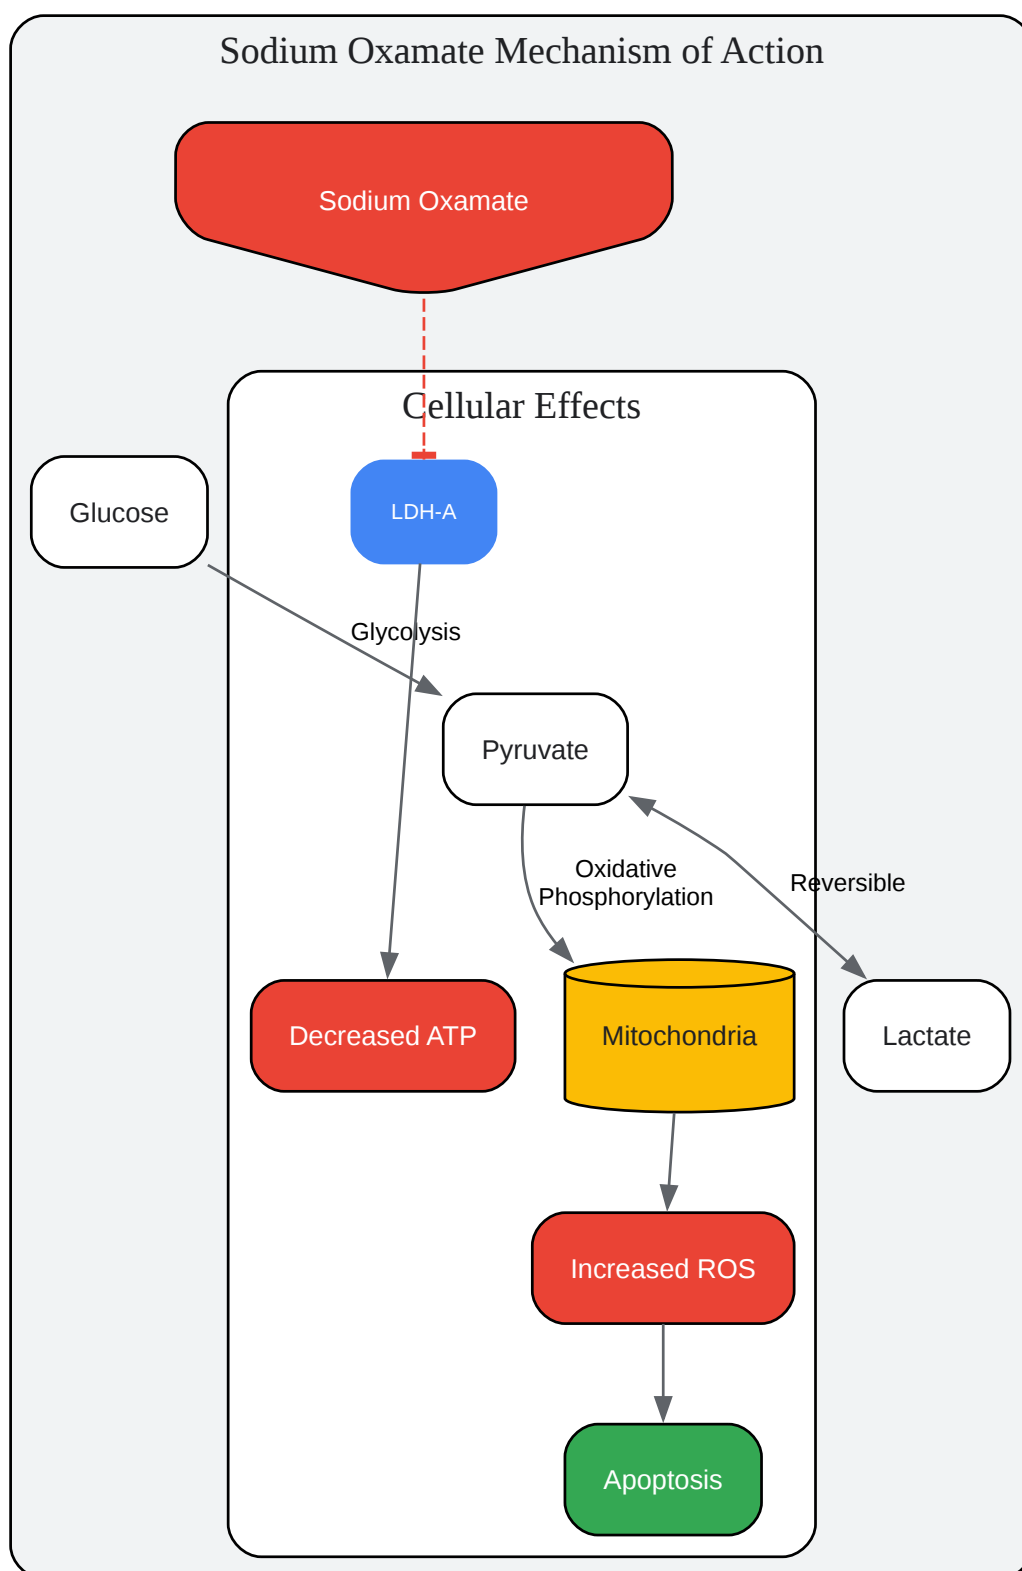 Sodium Oxamate Mechanism of Action
Sodium Oxamate
Cellular Effects
Glucose
LDH-A
Glycolysis
Pyruvate
Oxidative
Phosphorylation
Reversible
Decreased ATP
Mitochondria
Lactate
Increased ROS
Apoptosis